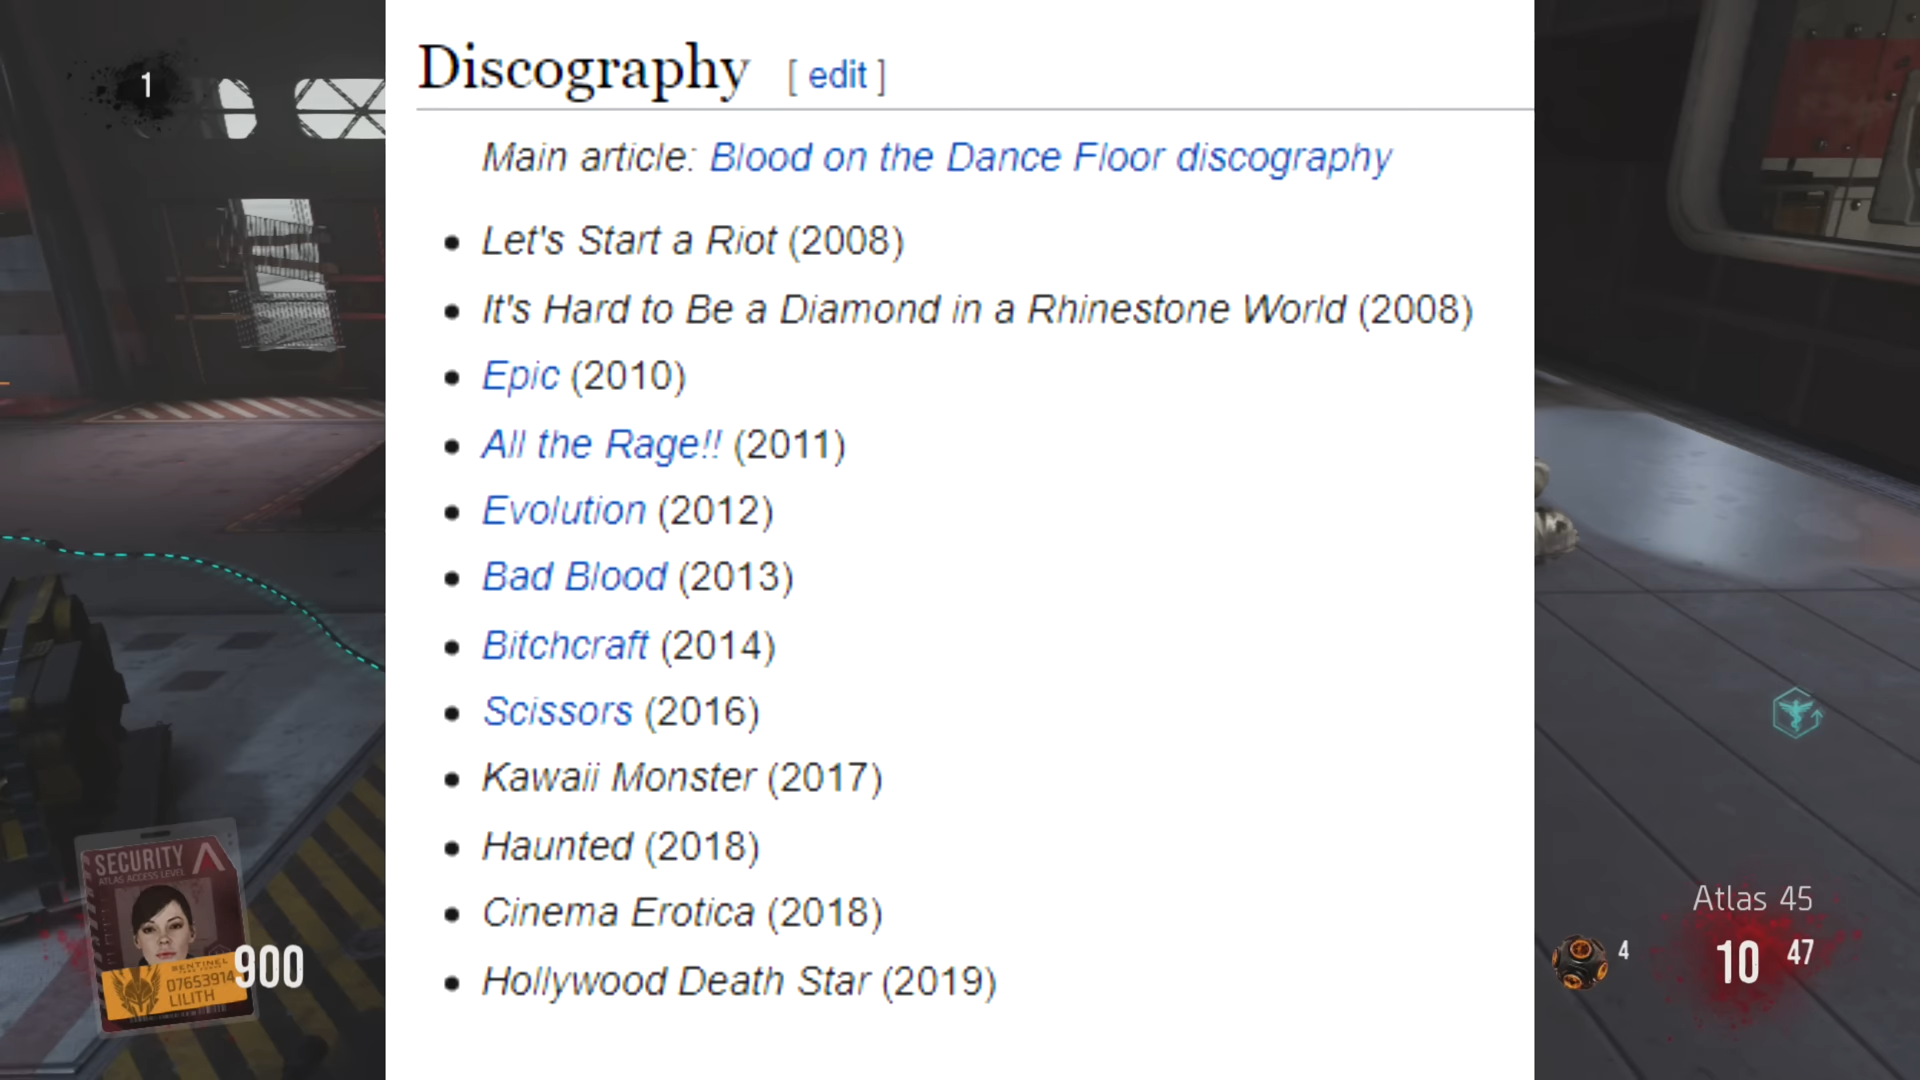 1
Discography [ edit ]
Main article: Blood on the Dance Floor discography
• Let's Start a Riot (2008)
• It's Hard to Be a Diamond in a Rhinestone World (2008)
• Epic (2010)
• All the Rage!! (2011)
• Evolution (2012)
• Bad Blood (2013)
• Bitchcraft (2014)
• Scissors (2016)
• Kawaii Monster (2017)
• Haunted (2018)
• Cinema Erotica (2018)
• Hollywood Death Star (2019)
SECURITY
ATLAS ACCESS LEVEL
SENTINEL
07653914
LILITH
900
Atlas 45
4
10 47